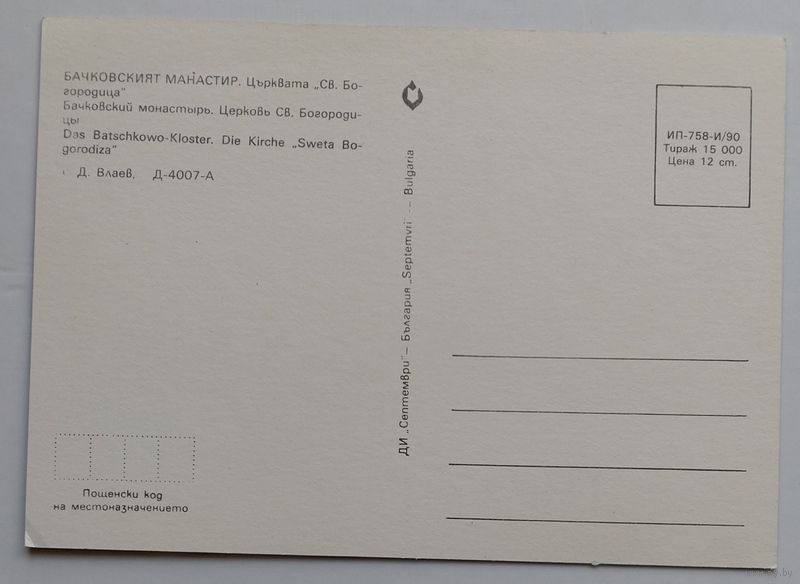 БАЧКОВСКИЯТ МАНАСТИР. Църквата „Св. Бо-
городица"
Бачковский монастырь. Церковь Св. Богороди-
цы
Das Batschkowo-Kloster. Die Kirche „Sweta Bo-
gorodiza"
Д. Влаев, Д-4007-А
ДИ „Септември" – България „Septemvri" – Bulgaria
ИП-758-И/90
Тираж 15 000
Цена 12 ст.
Пощенски код
на местоназначението